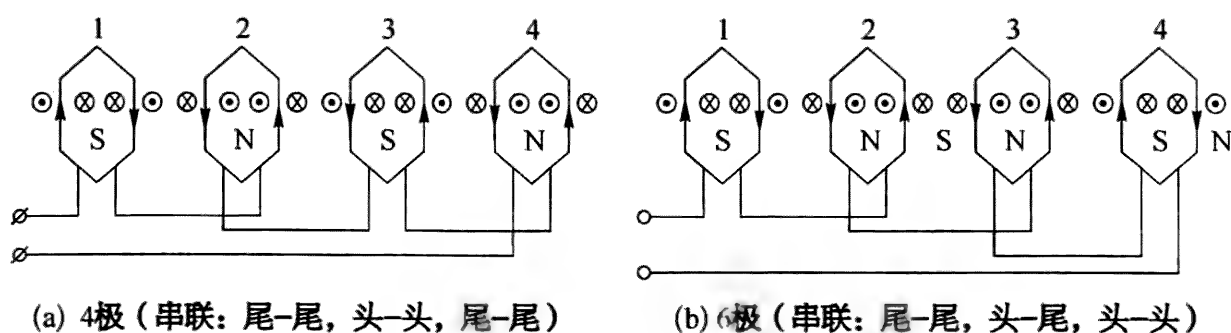 1 2 3 4
S N S N
(a) 4极（串联：尾-尾，头-头，尾-尾）
1 2 3 4
S N S N S N
(b) 6极（串联：尾-尾，头-尾，头-头）